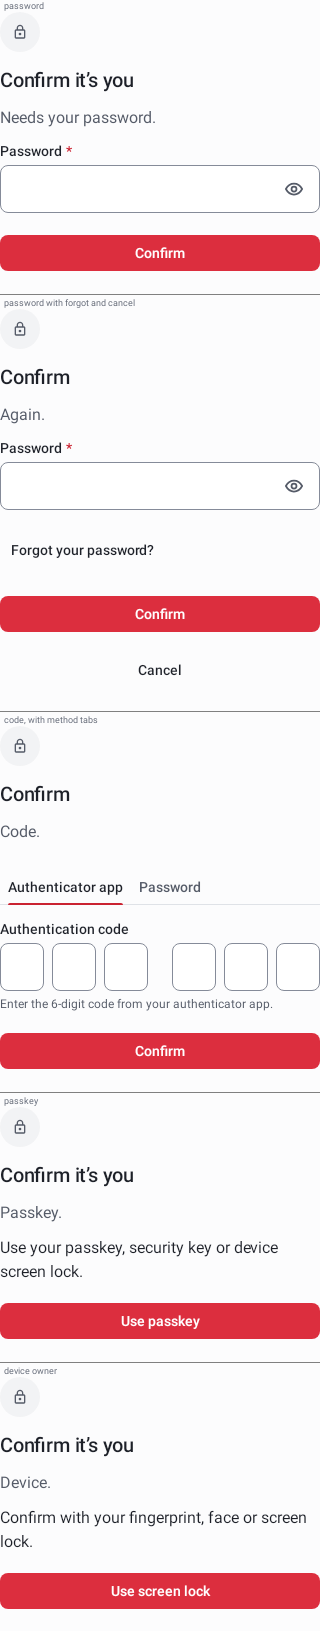 password
Confirm it’s you
Needs your password.
Password *
Confirm
password with forgot and cancel
Confirm
Again.
Password *
Forgot your password?
Confirm
Cancel
code, with method tabs
Confirm
Code.
Authenticator app Password
Authentication code
Enter the 6-digit code from your authenticator app.
Confirm
passkey
Confirm it’s you
Passkey.
Use your passkey, security key or device
screen lock.
Use passkey
device owner
Confirm it’s you
Device.
Confirm with your fingerprint, face or screen
lock.
Use screen lock